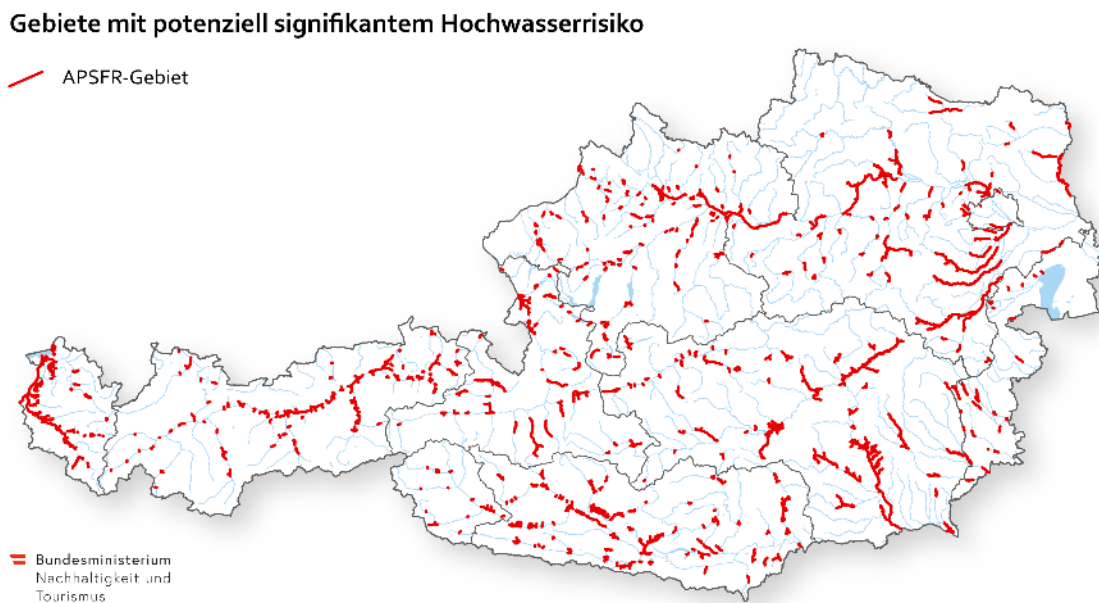 Gebiete mit potenziell signifikantem Hochwasserrisiko
APSFR-Gebiet
Bundesministerium
Nachhaltigkeit und
Tourismus